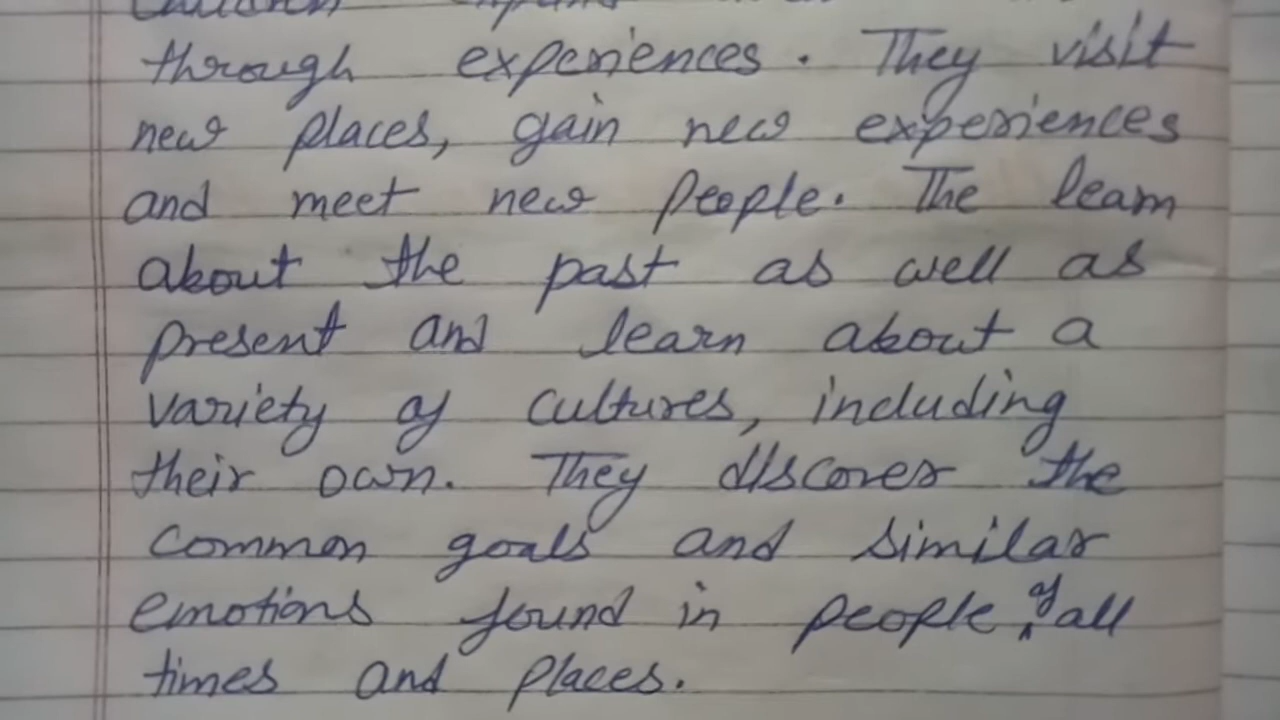 through experiences. They visit
new places, gain new experiences
and meet new people. The learn
about the past as well as
present and learn about a
variety of cultures, including
their own. They discover the
common goals and similar
emotions found in people of all
times and places.